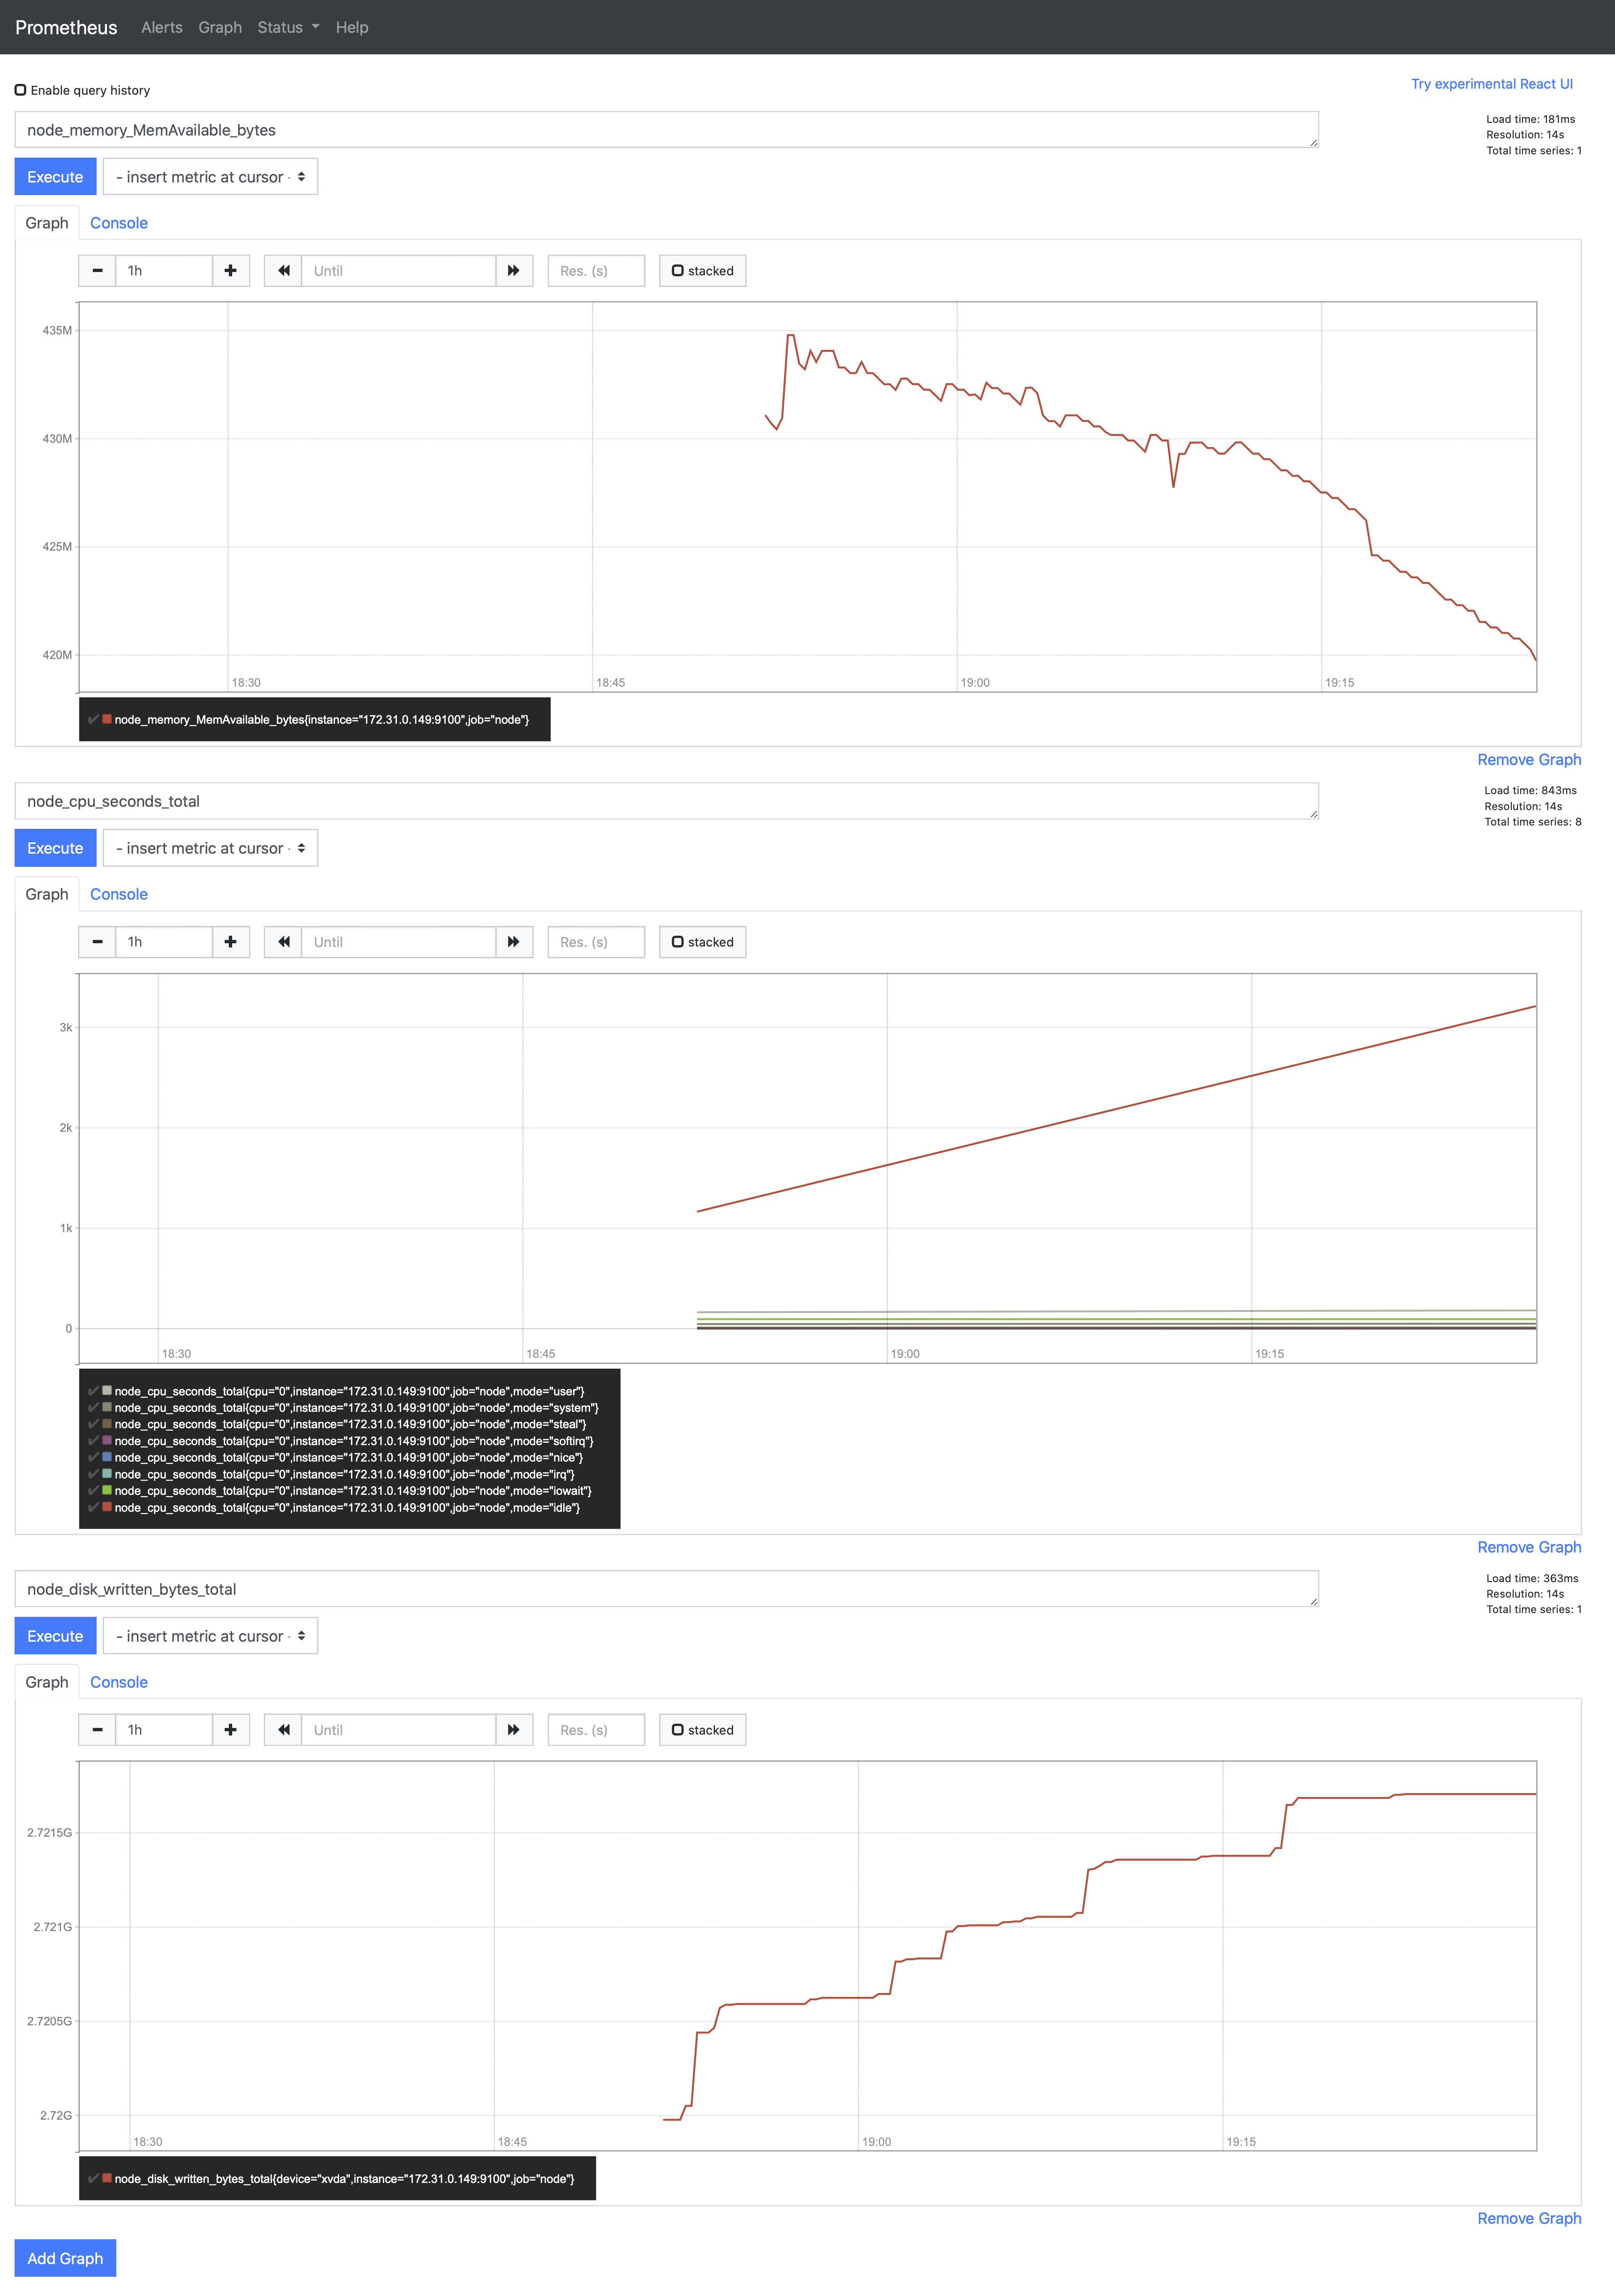 Prometheus Alerts Graph Status Help
Enable query history
Try experimental React UI
node_memory_MemAvailable_bytes
Load time: 181ms
Resolution: 14s
Total time series: 1
Execute - insert metric at cursor -
Graph Console
1h Until Res. (s) stacked
435M
430M
425M
420M
18:30 18:45 19:00 19:15
node_memory_MemAvailable_bytes{instance="172.31.0.149:9100",job="node"}
Remove Graph
node_cpu_seconds_total
Load time: 843ms
Resolution: 14s
Total time series: 8
Execute - insert metric at cursor -
Graph Console
1h Until Res. (s) stacked
3k
2k
1k
0
18:30 18:45 19:00 19:15
node_cpu_seconds_total{cpu="0",instance="172.31.0.149:9100",job="node",mode="user"}
node_cpu_seconds_total{cpu="0",instance="172.31.0.149:9100",job="node",mode="system"}
node_cpu_seconds_total{cpu="0",instance="172.31.0.149:9100",job="node",mode="steal"}
node_cpu_seconds_total{cpu="0",instance="172.31.0.149:9100",job="node",mode="softirq"}
node_cpu_seconds_total{cpu="0",instance="172.31.0.149:9100",job="node",mode="nice"}
node_cpu_seconds_total{cpu="0",instance="172.31.0.149:9100",job="node",mode="irq"}
node_cpu_seconds_total{cpu="0",instance="172.31.0.149:9100",job="node",mode="iowait"}
node_cpu_seconds_total{cpu="0",instance="172.31.0.149:9100",job="node",mode="idle"}
Remove Graph
node_disk_written_bytes_total
Load time: 363ms
Resolution: 14s
Total time series: 1
Execute - insert metric at cursor -
Graph Console
1h Until Res. (s) stacked
2.7215G
2.721G
2.7205G
2.72G
18:30 18:45 19:00 19:15
node_disk_written_bytes_total{device="xvda",instance="172.31.0.149:9100",job="node"}
Remove Graph
Add Graph